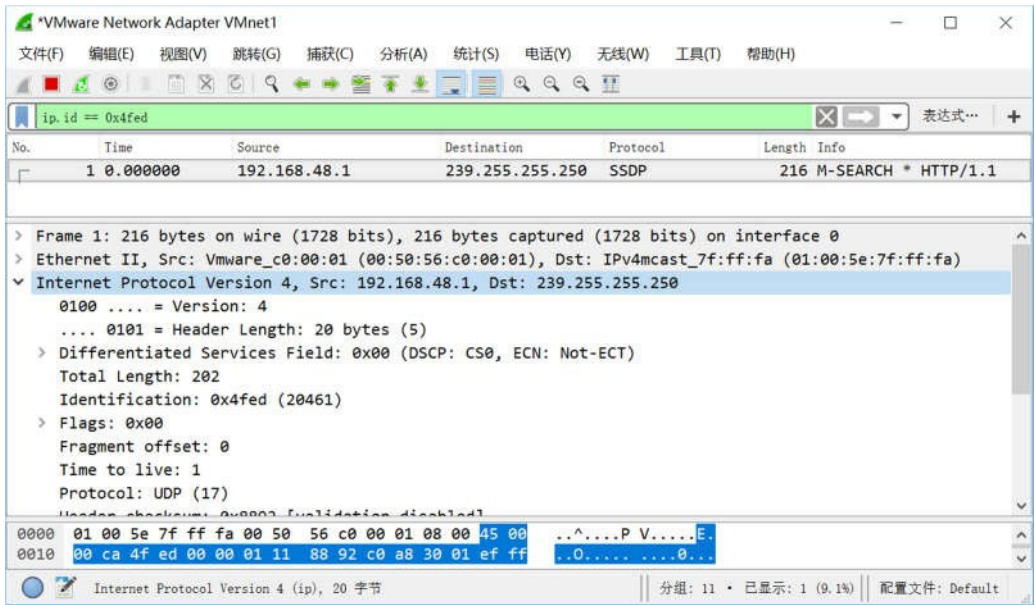 *VMware Network Adapter VMnet1
文件(F) 编辑(E) 视图(V) 跳转(G) 捕获(C) 分析(A) 统计(S) 电话(Y) 无线(W) 工具(T) 帮助(H)
ip.id == 0x4fed 表达式…
No. Time Source Destination Protocol Length Info
1 0.000000 192.168.48.1 239.255.255.250 SSDP 216 M-SEARCH * HTTP/1.1
Frame 1: 216 bytes on wire (1728 bits), 216 bytes captured (1728 bits) on interface 0
Ethernet II, Src: Vmware_c0:00:01 (00:50:56:c0:00:01), Dst: IPv4mcast_7f:ff:fa (01:00:5e:7f:ff:fa)
Internet Protocol Version 4, Src: 192.168.48.1, Dst: 239.255.255.250
0100 .... = Version: 4
.... 0101 = Header Length: 20 bytes (5)
Differentiated Services Field: 0x00 (DSCP: CS0, ECN: Not-ECT)
Total Length: 202
Identification: 0x4fed (20461)
Flags: 0x00
Fragment offset: 0
Time to live: 1
Protocol: UDP (17)
Header checksum: 0x8892 [validation disabled]
0000 01 00 5e 7f ff fa 00 50 56 c0 00 01 08 00 45 00 ..^....P V.....E.
0010 00 ca 4f ed 00 00 01 11 88 92 c0 a8 30 01 ef ff ..O..... ....0...
Internet Protocol Version 4 (ip), 20 字节 分组: 11 · 已显示: 1 (9.1%) 配置文件: Default